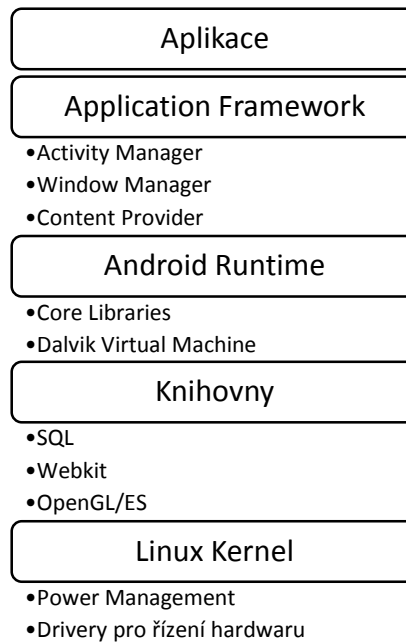 Aplikace
Application Framework
•Activity Manager
•Window Manager
•Content Provider
Android Runtime
•Core Libraries
•Dalvik Virtual Machine
Knihovny
•SQL
•Webkit
•OpenGL/ES
Linux Kernel
•Power Management
•Drivery pro řízení hardwaru